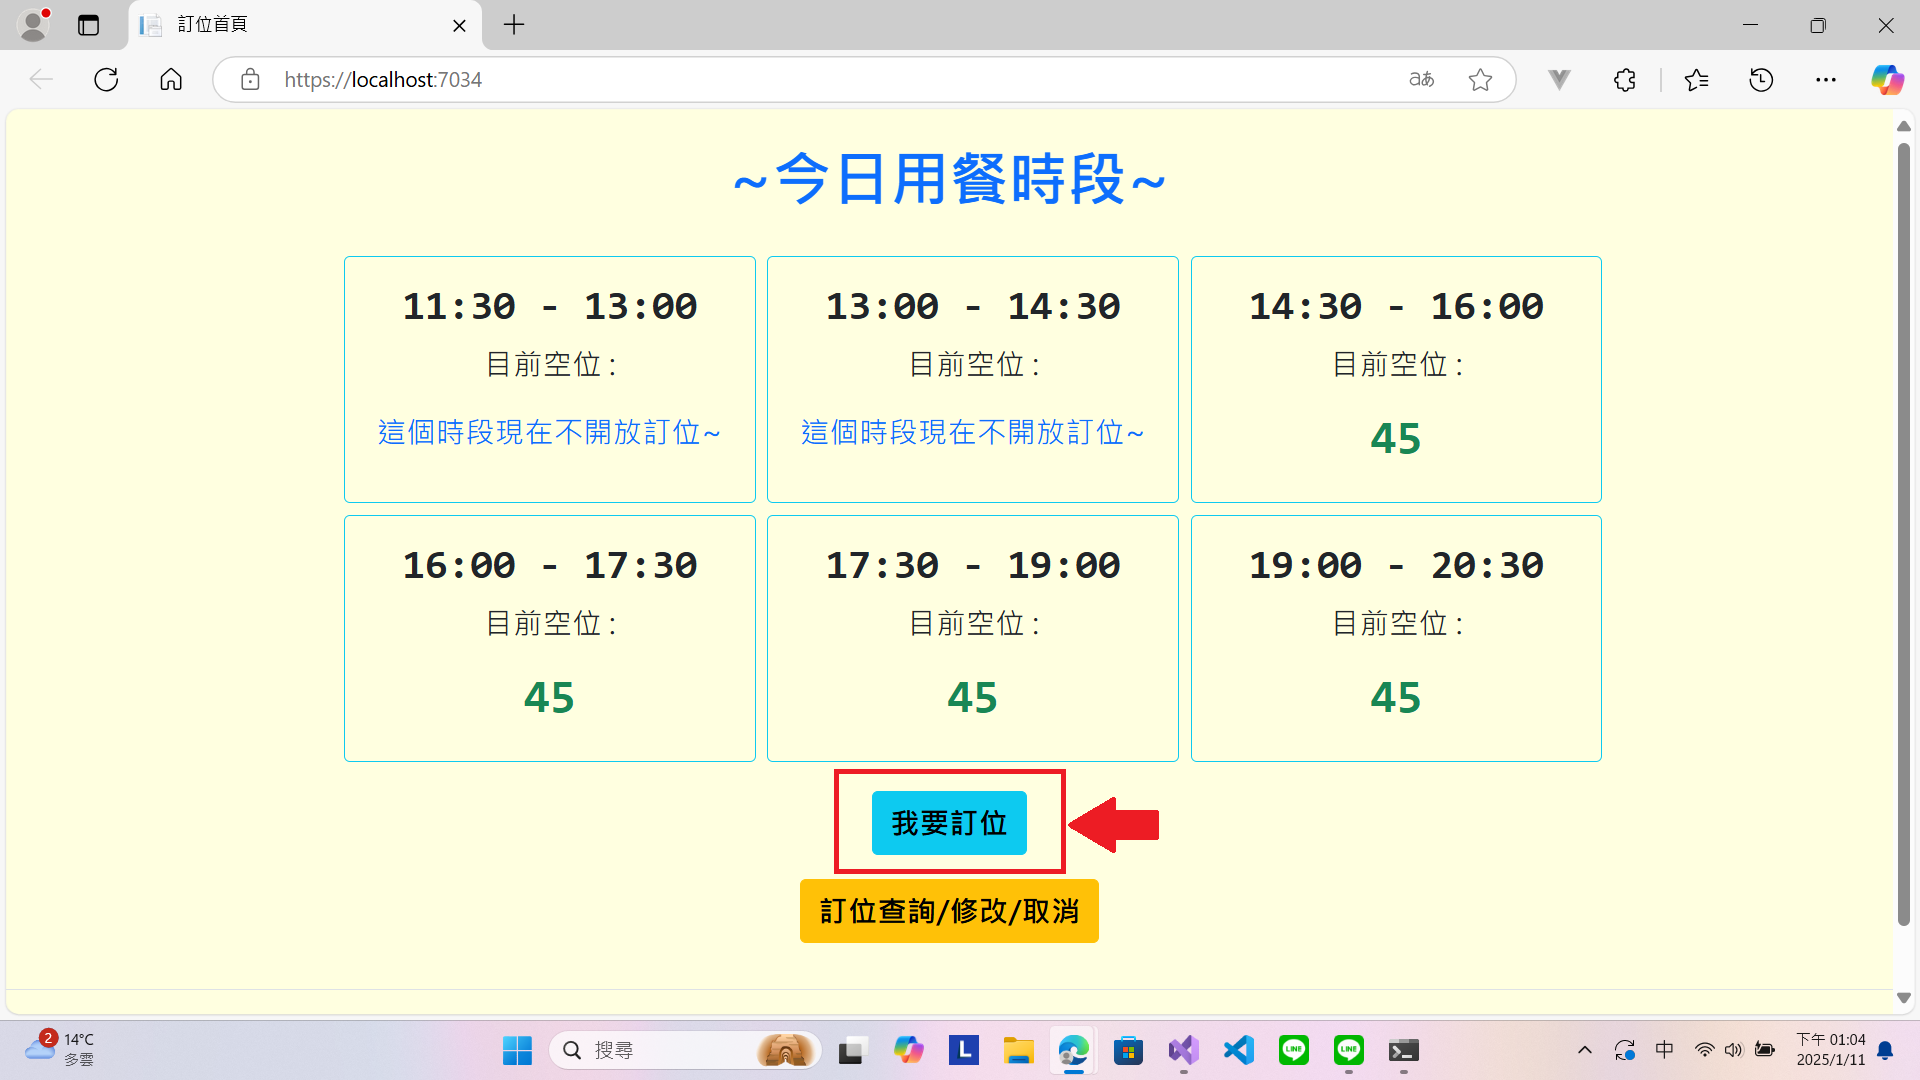 訂位首頁
https://localhost:7034
aあ
~今日用餐時段~
11:30 - 13:00
目前空位 :
這個時段現在不開放訂位~
13:00 - 14:30
目前空位 :
這個時段現在不開放訂位~
14:30 - 16:00
目前空位 :
45
16:00 - 17:30
目前空位 :
45
17:30 - 19:00
目前空位 :
45
19:00 - 20:30
目前空位 :
45
我要訂位
訂位查詢/修改/取消
2
14°C
多雲
搜尋
L
LINE
LINE
中
下午 01:04
2025/1/11